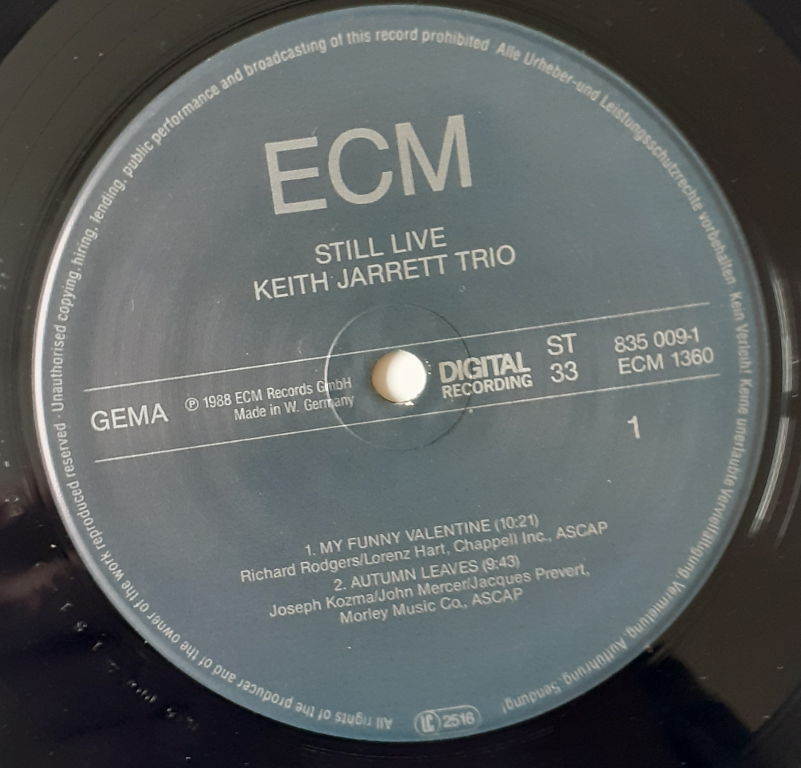 All rights of the producer and of the owner of the work reproduced reserved · Unauthorised copying, hiring, lending, public performance and broadcasting of this record prohibited
Alle Urheber-und Leistungsschutzrechte vorbehalten · Kein Verleih! Keine unerlaubte Vervielfältigung, Vermietung, Aufführung, Sendung!
ECM
STILL LIVE
KEITH JARRETT TRIO
GEMA
℗ 1988 ECM Records GmbH
Made in W. Germany
DIGITAL
RECORDING
ST
33
835 009-1
ECM 1360
1
1. MY FUNNY VALENTINE (10:21)
Richard Rodgers/Lorenz Hart, Chappell Inc., ASCAP
2. AUTUMN LEAVES (9:43)
Joseph Kozma/John Mercer/Jacques Prevert,
Morley Music Co., ASCAP
LC 2516